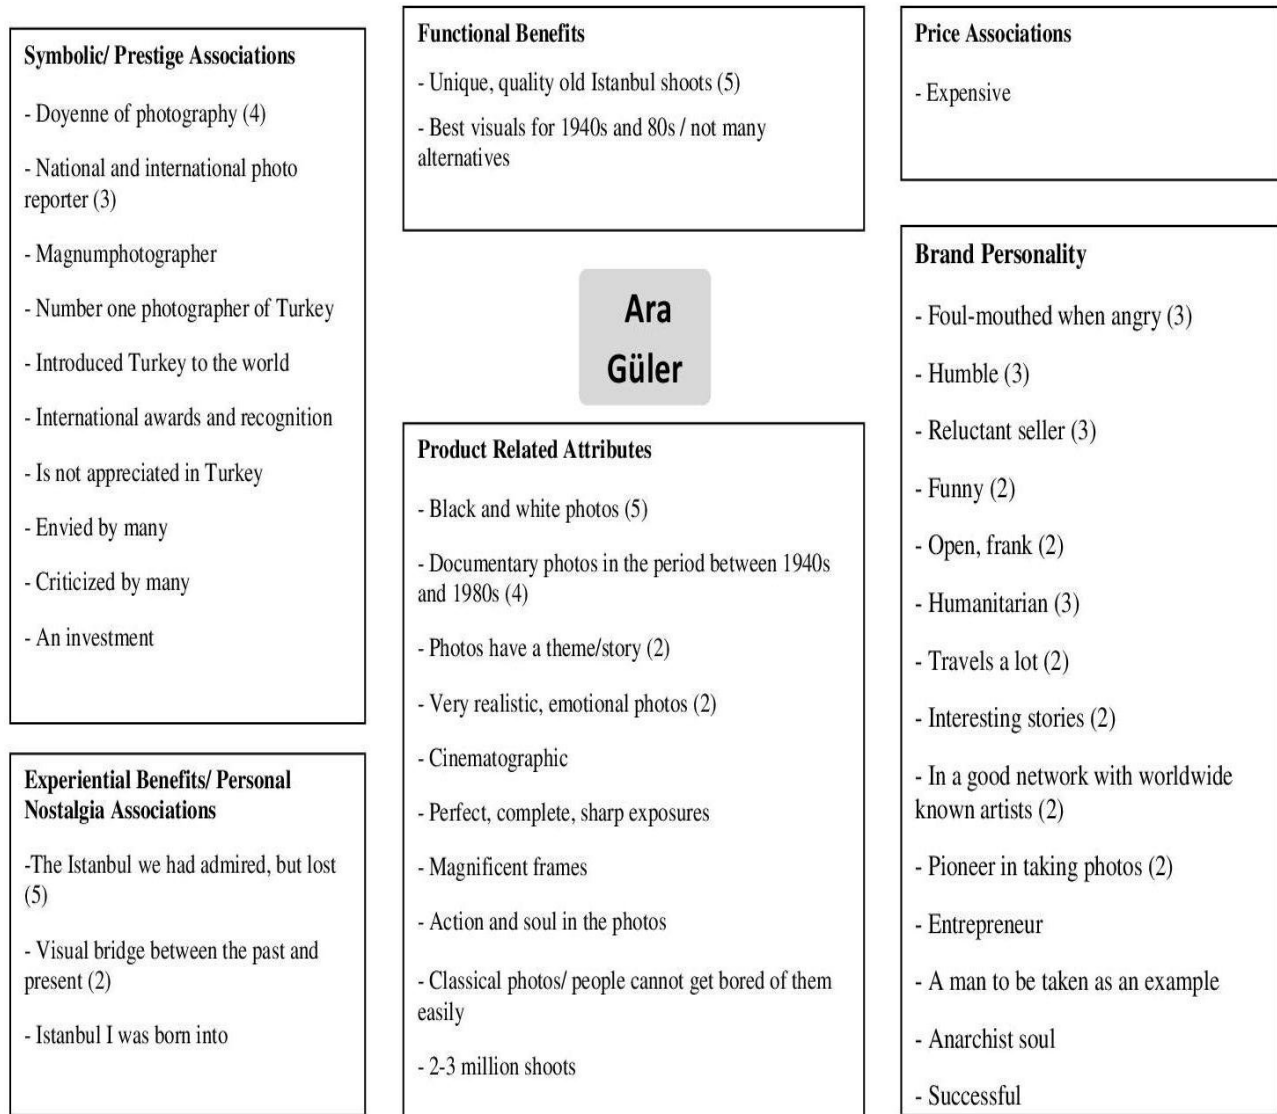 Symbolic/ Prestige Associations
- Doyenne of photography (4)
- National and international photo
reporter (3)
- Magnumphotographer
- Number one photographer of Turkey
- Introduced Turkey to the world
- International awards and recognition
- Is not appreciated in Turkey
- Envied by many
- Criticized by many
- An investment
Experiential Benefits/ Personal
Nostalgia Associations
-The Istanbul we had admired, but lost
(5)
- Visual bridge between the past and
present (2)
- Istanbul I was born into
Functional Benefits
- Unique, quality old Istanbul shoots (5)
- Best visuals for 1940s and 80s / not many
alternatives
Ara
Güler
Product Related Attributes
- Black and white photos (5)
- Documentary photos in the period between 1940s
and 1980s (4)
- Photos have a theme/story (2)
- Very realistic, emotional photos (2)
- Cinematographic
- Perfect, complete, sharp exposures
- Magnificent frames
- Action and soul in the photos
- Classical photos/ people cannot get bored of them
easily
- 2-3 million shoots
Price Associations
- Expensive
Brand Personality
- Foul-mouthed when angry (3)
- Humble (3)
- Reluctant seller (3)
- Funny (2)
- Open, frank (2)
- Humanitarian (3)
- Travels a lot (2)
- Interesting stories (2)
- In a good network with worldwide
known artists (2)
- Pioneer in taking photos (2)
- Entrepreneur
- A man to be taken as an example
- Anarchist soul
- Successful